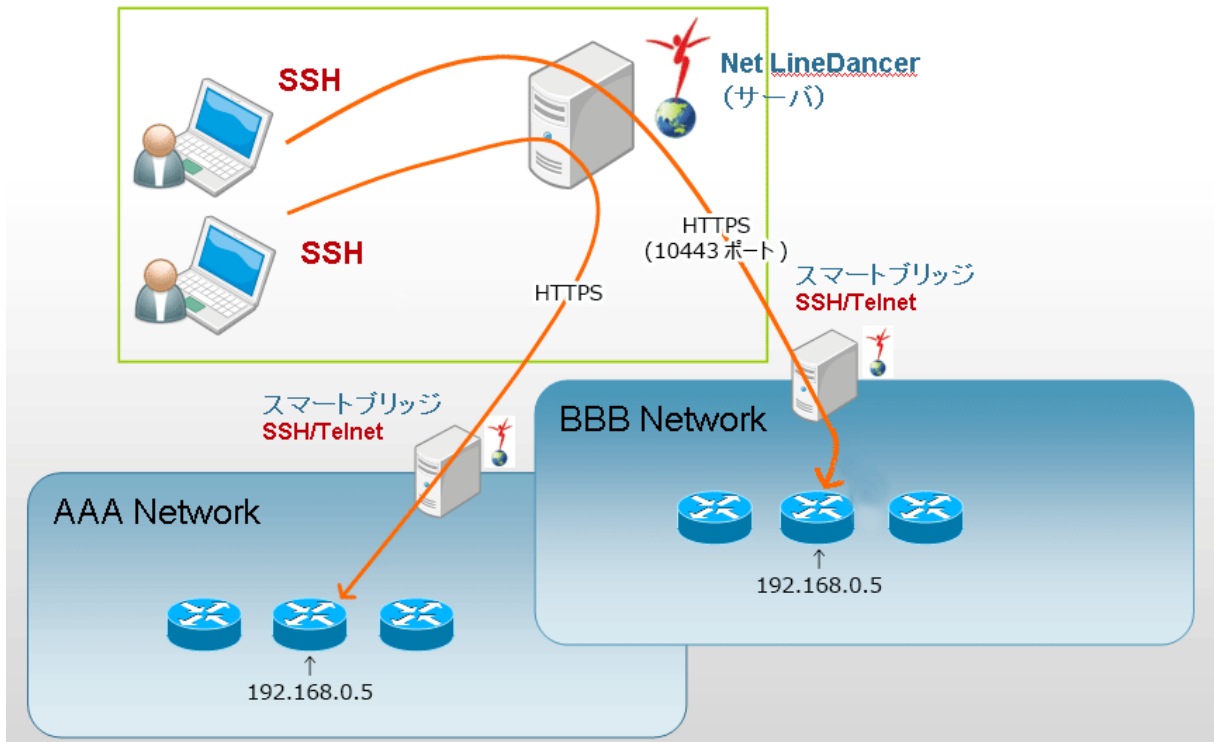 SSH
Net LineDancer
(サーバ)
SSH
HTTPS
(10443 ポート)
HTTPS
スマートブリッジ
SSH/Telnet
スマートブリッジ
SSH/Telnet
BBB Network
AAA Network
↑
192.168.0.5
↑
192.168.0.5